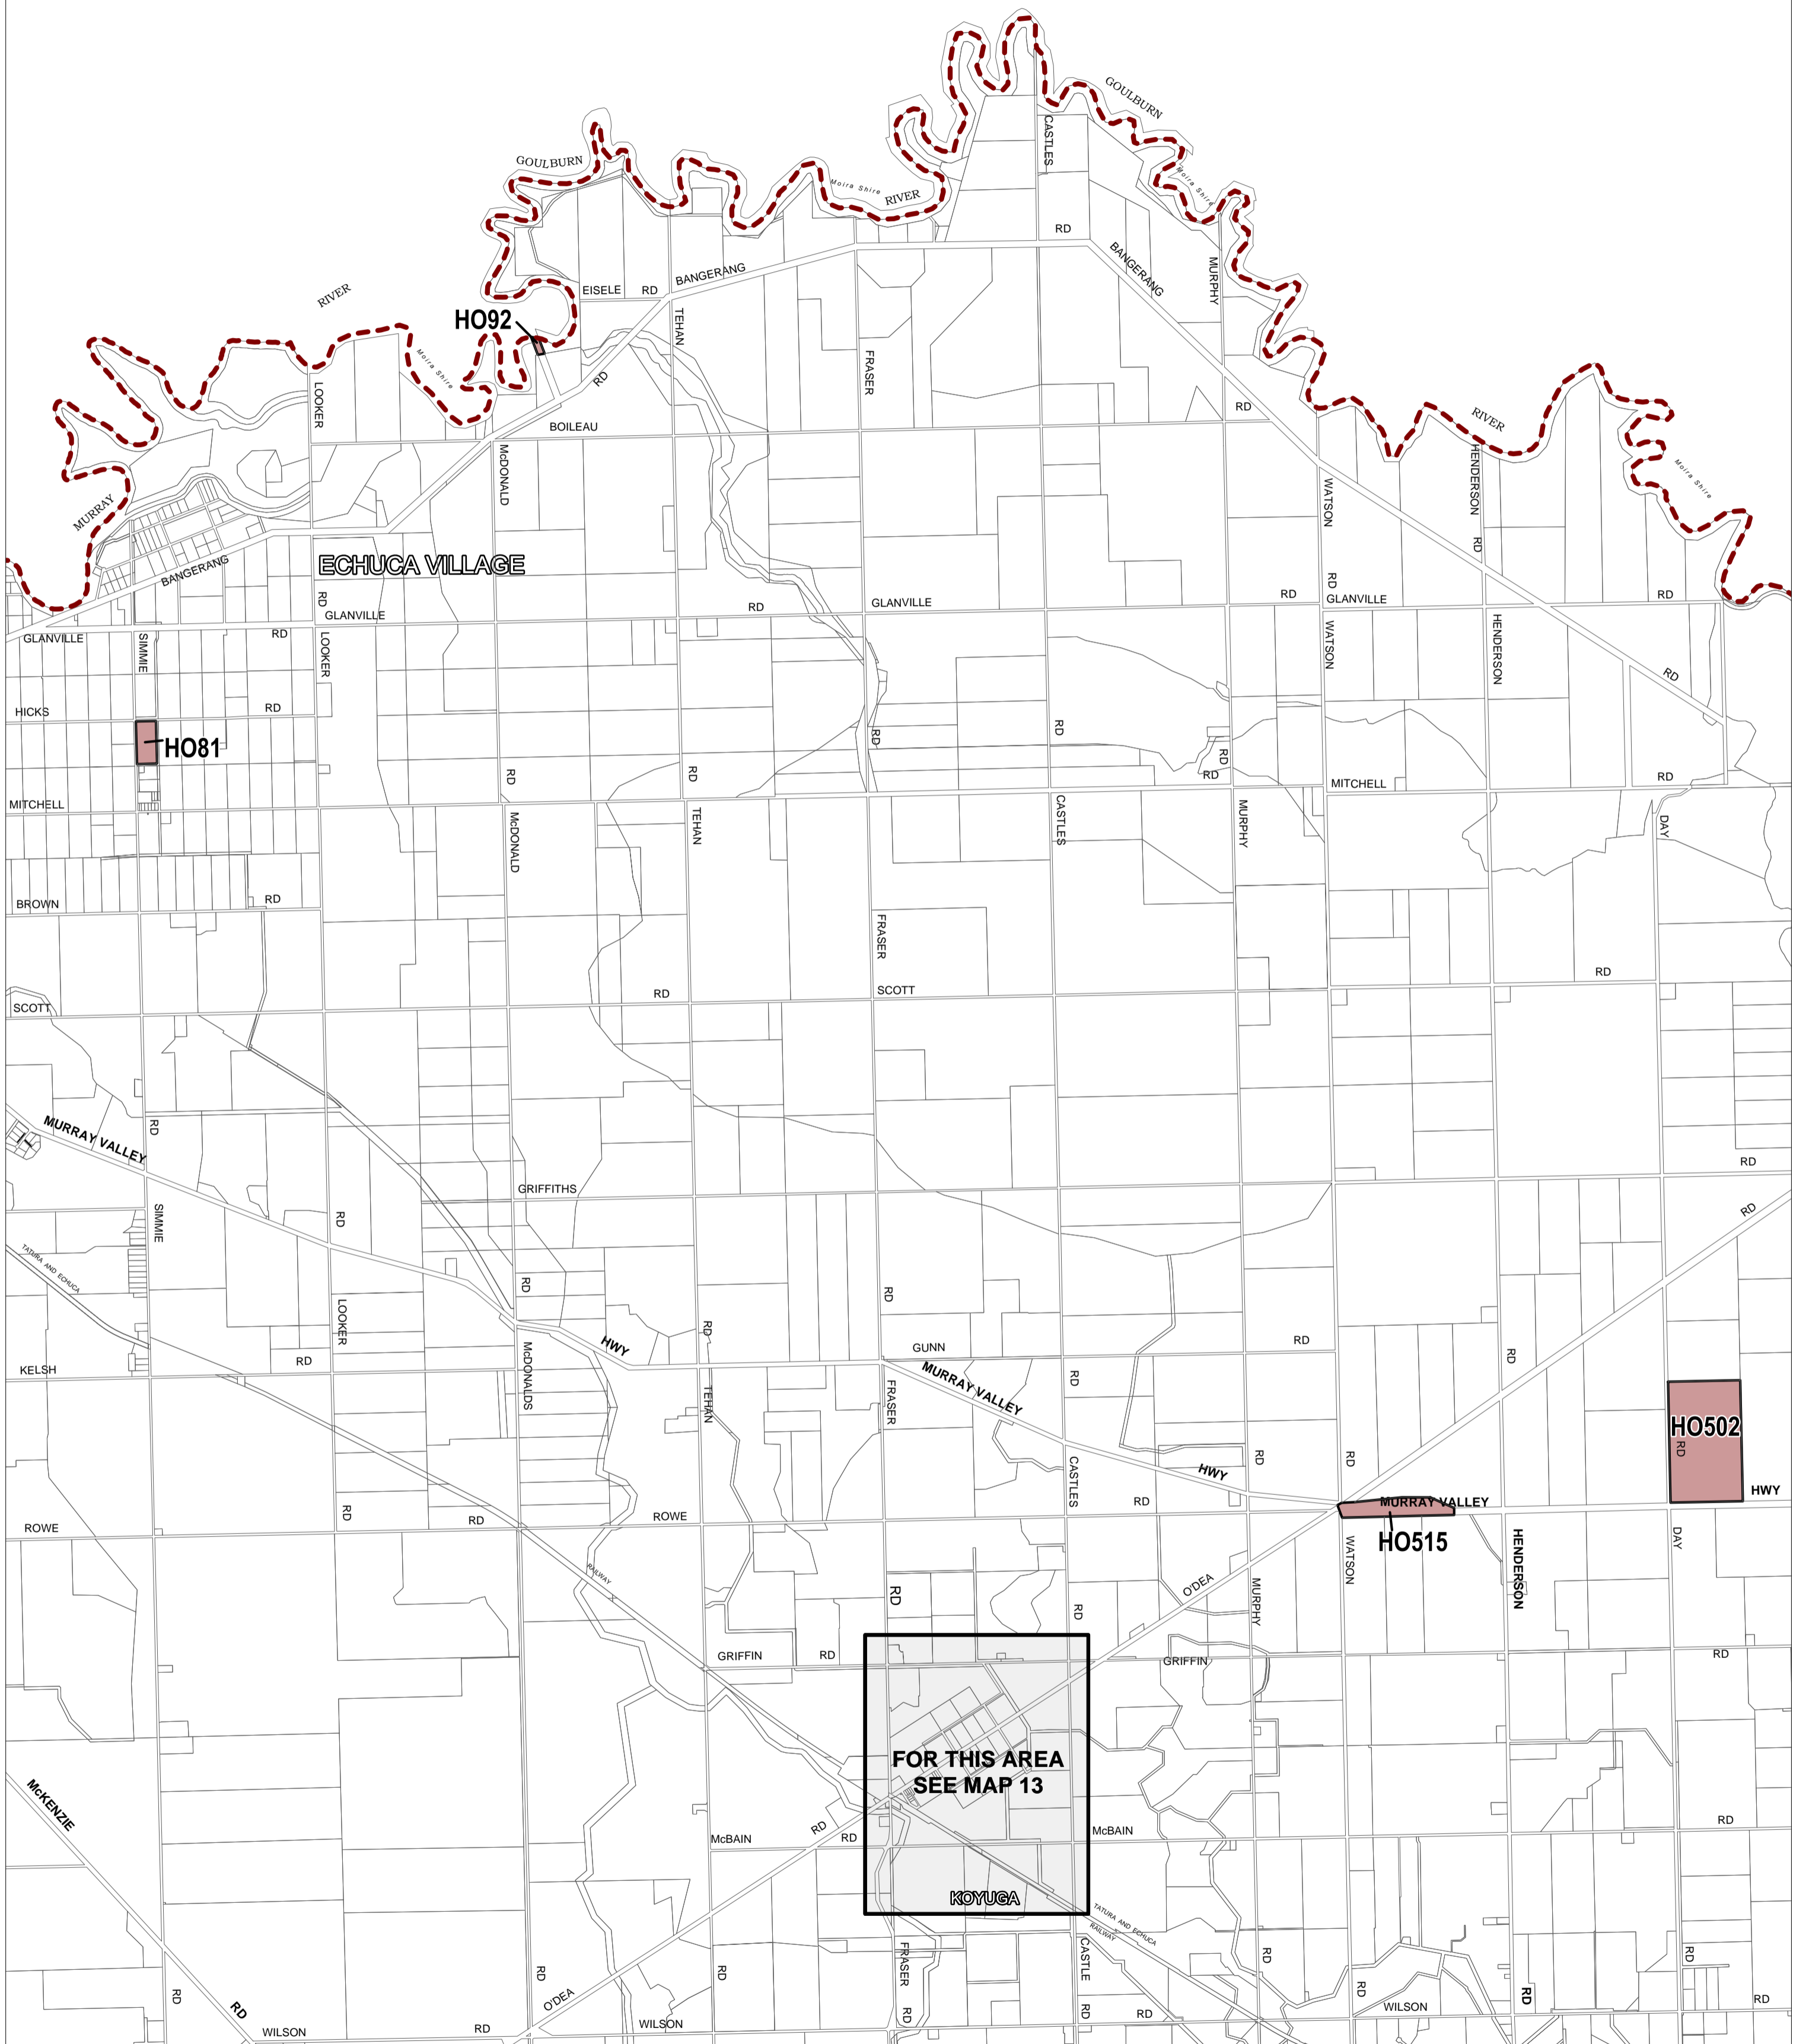 GOULBURN
CASTLES
GOULBURN
Moira Shire
RIVER
Moira Shire
RD
BANGERANG
MURPHY
BANGERANG
EISELE RD
RIVER
HO92
TEHAN
FRASER
Moira Shire
RD
LOOKER
RD
BOILEAU
RIVER
McDONALD
HENDERSON
Moira Shire
WATSON
MURRAY
RD
BANGERANG
ECHUCA VILLAGE
RD
RD
RD
RD
GLANVILLE
RD
GLANVILLE
RD
GLANVILLE
GLANVILLE
RD
SIMMIE
LOOKER
WATSON
HENDERSON
RD
HICKS
RD
RD
RD
HO81
RD
RD
RD
RD
RD
MITCHELL
MITCHELL
TEHAN
CASTLES
MURPHY
McDONALD
DAY
BROWN
RD
FRASER
RD
SCOTT
RD
SCOTT
MURRAY VALLEY
RD
RD
GRIFFITHS
SIMMIE
RD
RD
TATURA AND ECHUCA
RD
RD
LOOKER
RD
HWY
GUNN
RD
RD
RD
KELSH
McDONALDS
TEHAN
FRASER
MURRAY VALLEY
RD
HO502
RD
RD
RD
HWY
CASTLES
RD
HWY
MURRAY VALLEY
RD
ROWE
RD
ROWE
HO515
WATSON
HENDERSON
DAY
RAILWAY
O'DEA
MURPHY
RD
RD
GRIFFIN
RD
GRIFFIN
RD
FOR THIS AREA
SEE MAP 13
McKENZIE
RD
RD
McBAIN
McBAIN
RD
KOYUGA
TATURA AND ECHUCA
RAILWAY
FRASER
CASTLE
RD
RD
RD
RD
RD
RD
RD
O'DEA
RD
RD
RD
RD
RD
WILSON
RD
WILSON
RD
WILSON